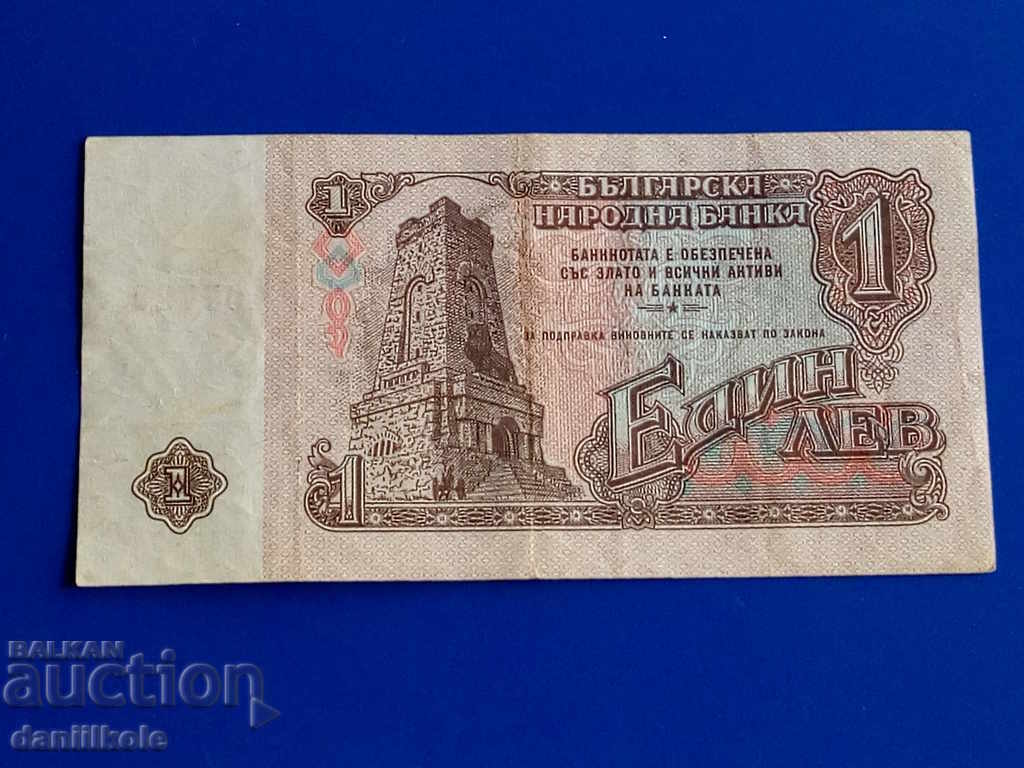 1
БЪЛГАРСКА
НАРОДНА БАНКА
1
БАНКНОТАТА Е ОБЕЗПЕЧЕНА
СЪС ЗЛАТО И ВСИЧКИ АКТИВИ
НА БАНКАТА
ЗА ПОДПРАВКА ВИНОВНИТЕ СЕ НАКАЗВАТ ПО ЗАКОНА
ЕДИН
ЛЕВ
1
1
BALKAN
auction
daniilkole